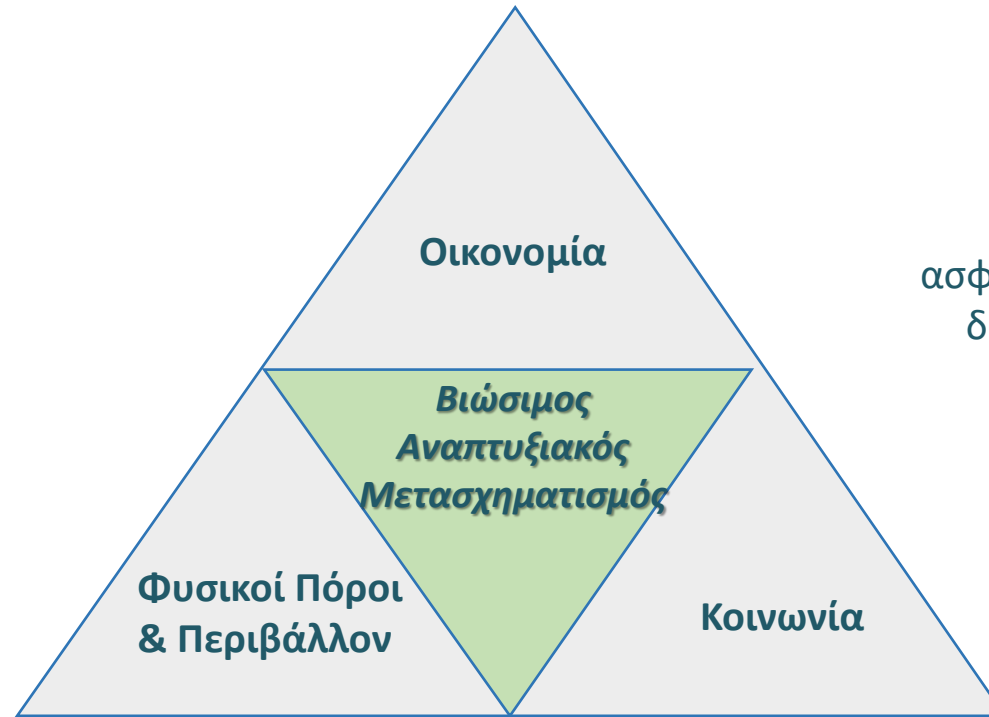 Οικονομία
Βιώσιμος
Αναπτυξιακός
Μετασχηματισμός
Φυσικοί Πόροι
& Περιβάλλον
Κοινωνία